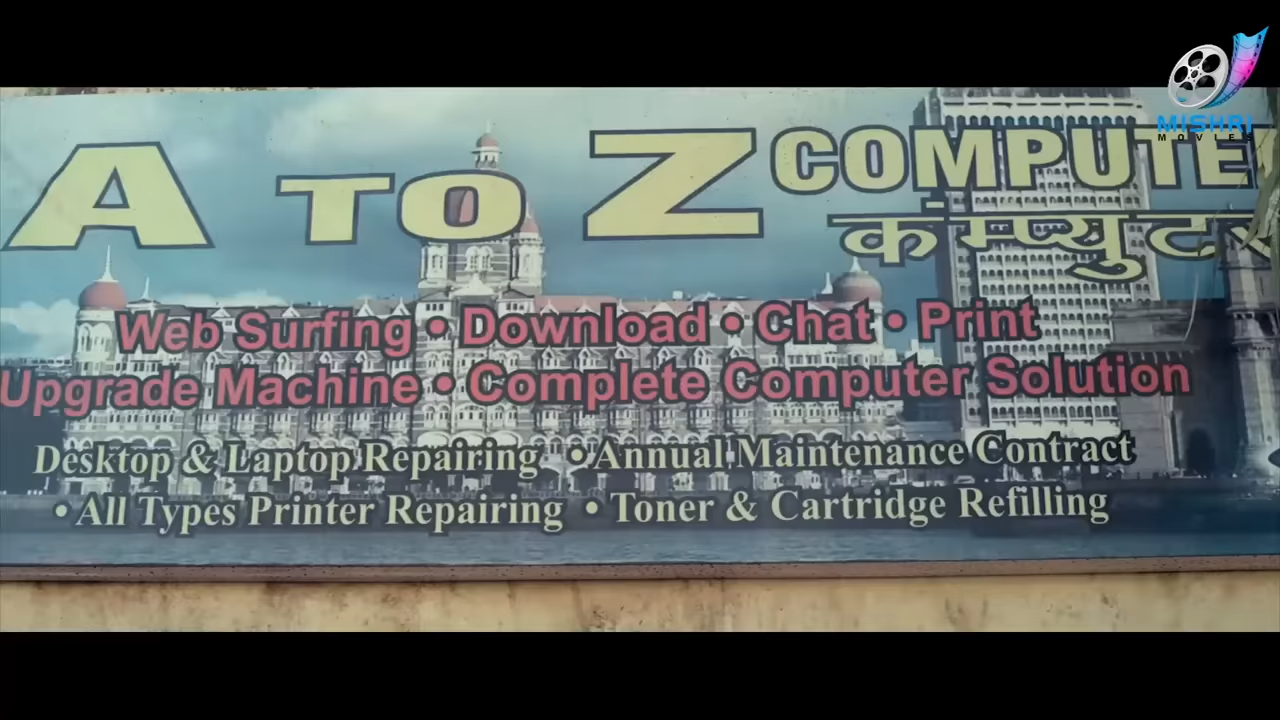 A TO Z COMPUTE
कंम्प्युटर
Web Surfing • Download • Chat • Print
Upgrade Machine • Complete Computer Solution
Desktop & Laptop Repairing • Annual Maintenance Contract
• All Types Printer Repairing • Toner & Cartridge Refilling
MISHRI
MOVIES